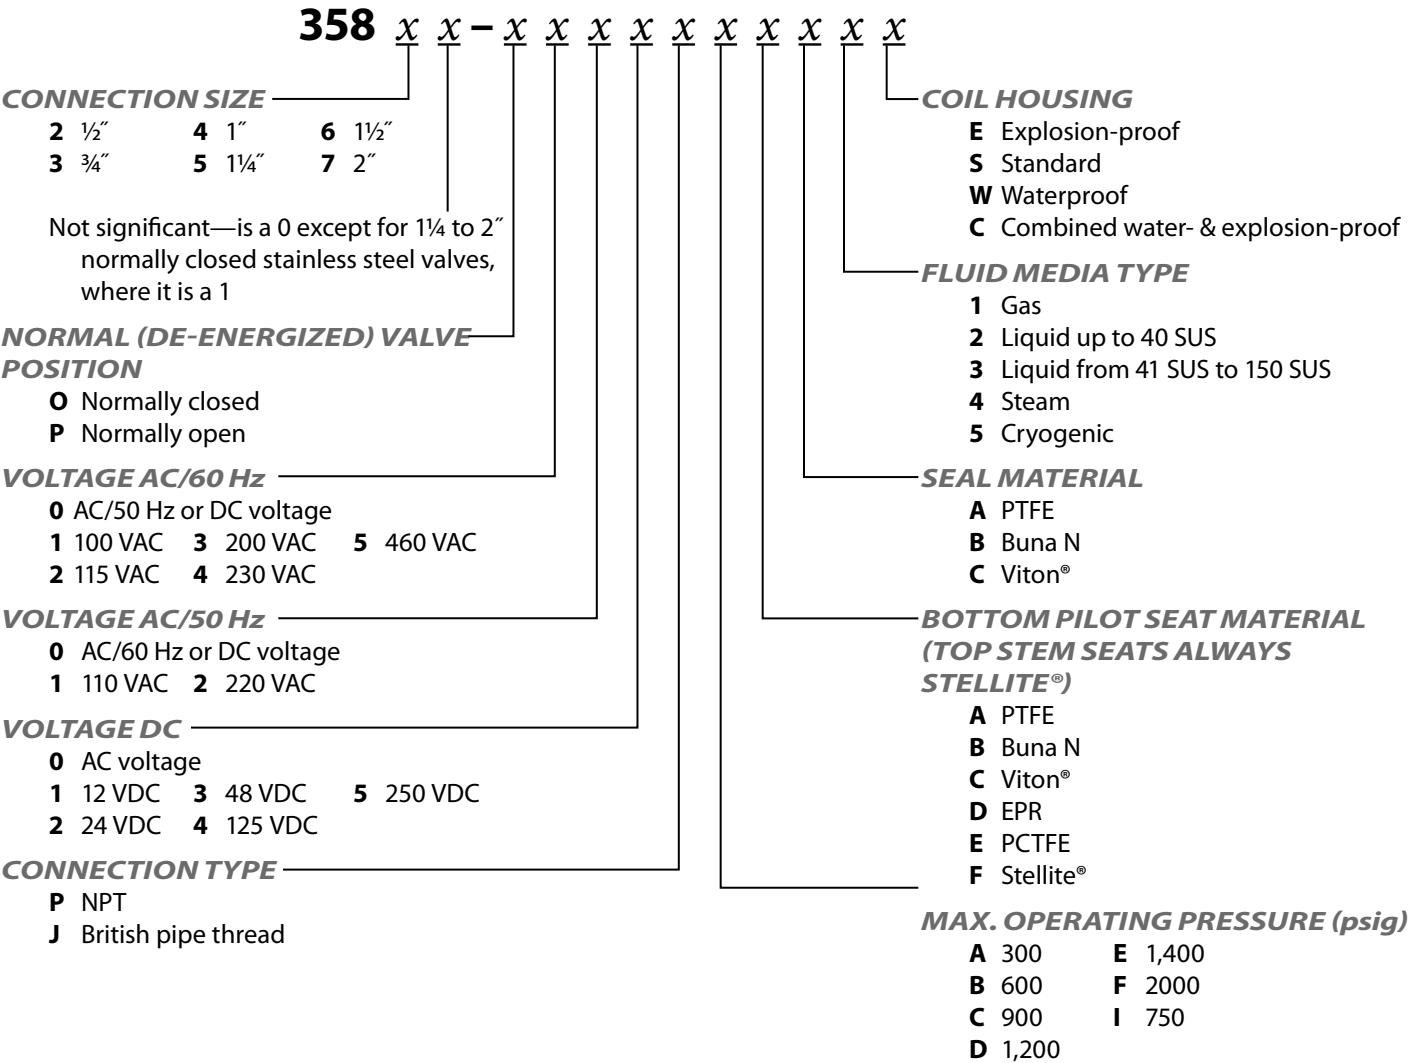 358 x x – x x x x x x x x x x
CONNECTION SIZE
2 ½˝ 4 1˝ 6 1½˝
3 ¾˝ 5 1¼˝ 7 2˝
Not significant—is a 0 except for 1¼ to 2˝
normally closed stainless steel valves,
where it is a 1
NORMAL (DE-ENERGIZED) VALVE
POSITION
O Normally closed
P Normally open
VOLTAGE AC/60 Hz
0 AC/50 Hz or DC voltage
1 100 VAC 3 200 VAC 5 460 VAC
2 115 VAC 4 230 VAC
VOLTAGE AC/50 Hz
0 AC/60 Hz or DC voltage
1 110 VAC 2 220 VAC
VOLTAGE DC
0 AC voltage
1 12 VDC 3 48 VDC 5 250 VDC
2 24 VDC 4 125 VDC
CONNECTION TYPE
P NPT
J British pipe thread
COIL HOUSING
E Explosion-proof
S Standard
W Waterproof
C Combined water- & explosion-proof
FLUID MEDIA TYPE
1 Gas
2 Liquid up to 40 SUS
3 Liquid from 41 SUS to 150 SUS
4 Steam
5 Cryogenic
SEAL MATERIAL
A PTFE
B Buna N
C Viton®
BOTTOM PILOT SEAT MATERIAL
(TOP STEM SEATS ALWAYS
STELLITE®)
A PTFE
B Buna N
C Viton®
D EPR
E PCTFE
F Stellite®
MAX. OPERATING PRESSURE (psig)
A 300 E 1,400
B 600 F 2000
C 900 I 750
D 1,200